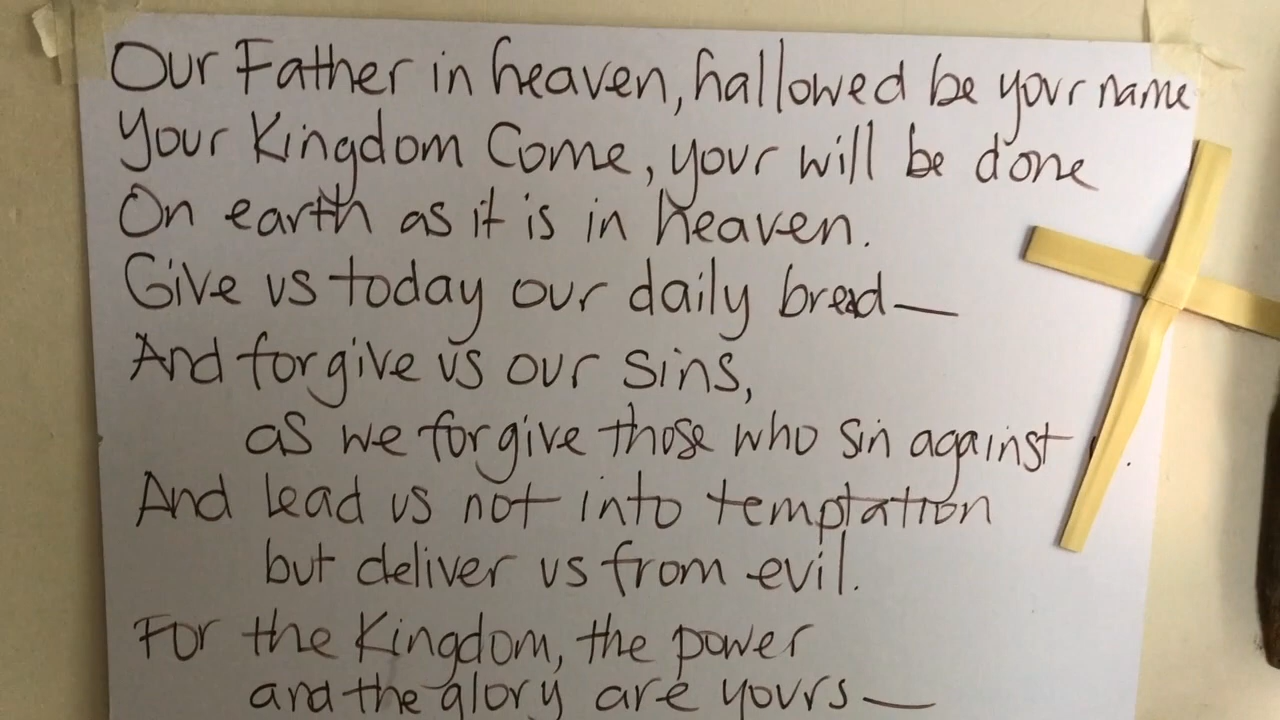 Our Father in heaven, hallowed be your name
Your Kingdom Come, your will be done
On earth as it is in heaven.
Give us today our daily bread—
And forgive us our sins,
as we forgive those who sin against
And lead us not into temptation
but deliver us from evil.
For the Kingdom, the power
and the glory are yours—